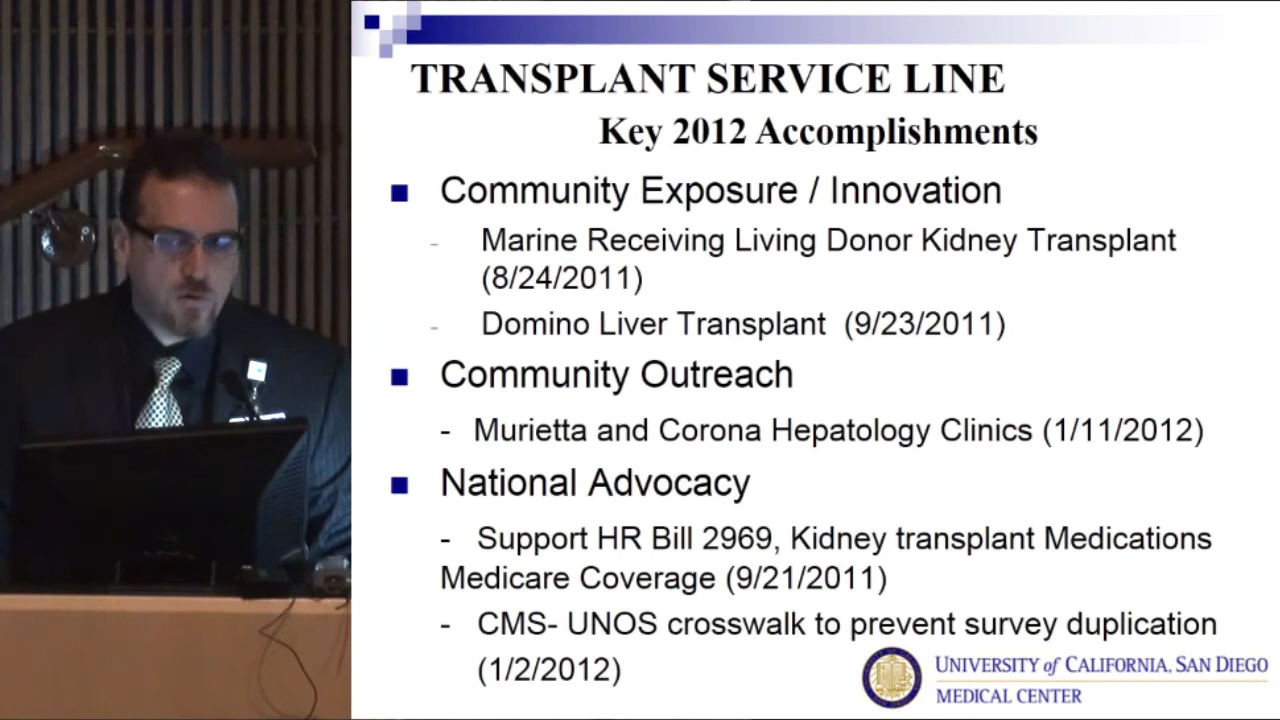 TRANSPLANT SERVICE LINE
Key 2012 Accomplishments
Community Exposure / Innovation
- Marine Receiving Living Donor Kidney Transplant
(8/24/2011)
- Domino Liver Transplant (9/23/2011)
Community Outreach
- Murietta and Corona Hepatology Clinics (1/11/2012)
National Advocacy
- Support HR Bill 2969, Kidney transplant Medications
Medicare Coverage (9/21/2011)
- CMS- UNOS crosswalk to prevent survey duplication
(1/2/2012)
UNIVERSITY of CALIFORNIA, SAN DIEGO
MEDICAL CENTER